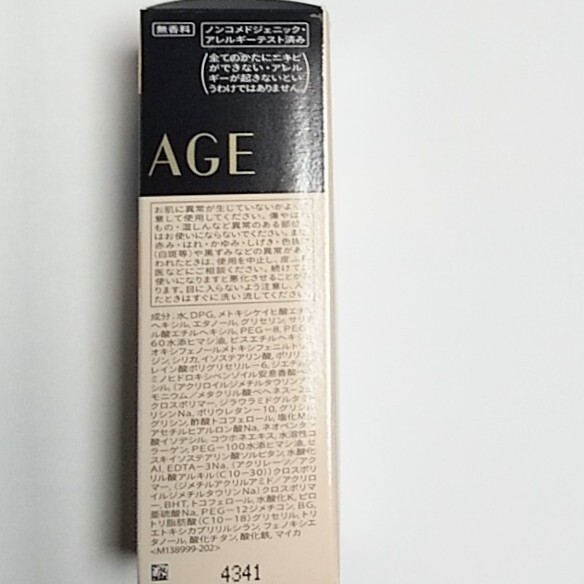 無香料
ノンコメドジェニック・
アレルギーテスト済み
全てのかたにニキビ
ができない・アレル
ギーが起きないとい
うわけではありません。
AGE
お肌に異常が生じていないかよく
意して使用してください。傷やはれ
もの・湿しんなど異常のある部位
はお使いにならないでください。また
赤み・はれ・かゆみ・しげき・色抜
(白斑等)や黒ずみなどの異常があ
われたときは、使用を中止し、皮ふ
医などにご相談ください。続けて
使いになりますと悪化させることが
ります。目に入らないよう注意し、入
たときはすぐに洗い流してください。
成分:水、DPG、メトキシケイヒ酸エチ
ヘキシル、エタノール、グリセリン、サリ
ル酸エチルヘキシル、PEG-8、PEG
60水添ヒマシ油、ビスエチルヘキシ
オキシフェノールメトキシフェニルト
ジン、シリカ、イソステアリン酸、ポリリ
レイン酸ポリグリセリル-6、ジエチ
ミノヒドロキシベンゾイル安息香酸ヘ
シル、(アクリロイルジメチルタウリンア
モニウム/メタクリル酸ベヘネス-2
クロスポリマー、ジラウラミドグルタミ
リシンNa、ポリウレタン-10、グリシル
グリシン、酢酸トコフェロール、塩化M
アセチルヒアルロン酸Na、ネオペンタ
酸イソデシル、コウホネエキス、水溶性コ
ラーゲン、PEG-100水添ヒマシ油、セ
スキイソステアリン酸ソルビタン、水酸化
Al、EDTA-3Na、(アクリレーツ/アク
リル酸アルキル(C10-30))クロスポリ
マー、(ジメチルアクリルアミド/アクリロ
イルジメチルタウリンNa)クロスポリマ
ー、BHT、トコフェロール、水酸化K、ピロ
亜硫酸Na、PEG-12ジメチコン、BG、
トリ脂肪酸(C10-18)グリセリル、トリ
エトキシカプリリルシラン、フェノキシエ
タノール、酸化チタン、酸化鉄、マイカ
<M138999-202>
4341